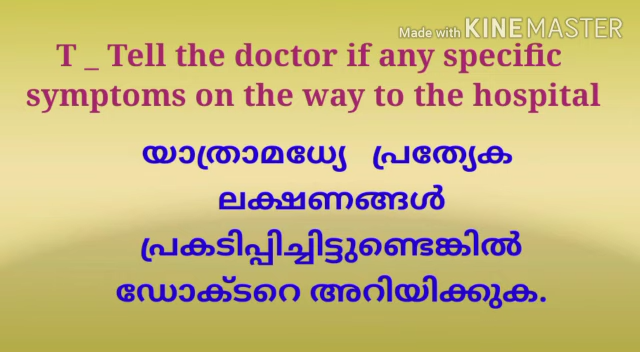 Made with KINEMASTER
T _ Tell the doctor if any specific
symptoms on the way to the hospital
യാത്രാമധ്യേ പ്രത്യേക
ലക്ഷണങ്ങൾ
പ്രകടിപ്പിച്ചിട്ടുണ്ടെങ്കിൽ
ഡോക്ടറെ അറിയിക്കുക.